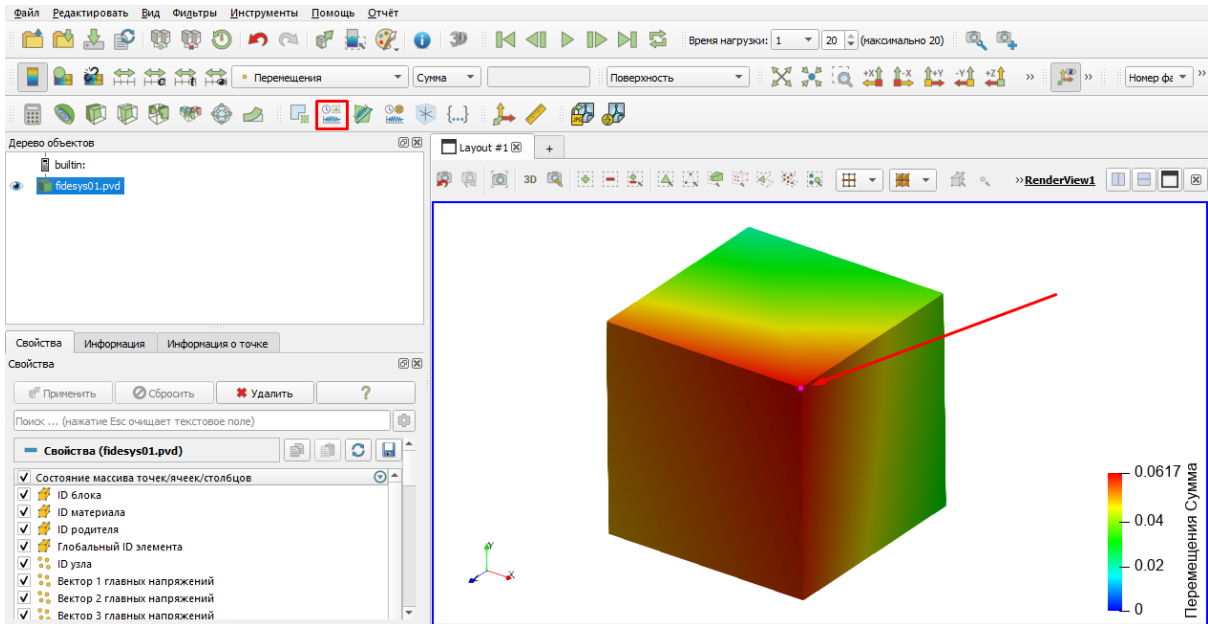 Файл Редактировать Вид Фильтры Инструменты Помощь Отчёт
3D Время нагрузки: 1 20 (максимально 20)
Перемещения Сумма Поверхность +X -X +Y -Y +Z » » Номер фа »
{...}
Дерево объектов
builtin:
fidesys01.pvd
Свойства Информация Информация о точке
Свойства
Применить Сбросить Удалить ?
Поиск ... (нажатие Esc очищает текстовое поле)
Свойства (fidesys01.pvd)
Состояние массива точек/ячеек/столбцов
ID блока
ID материала
ID родителя
Глобальный ID элемента
ID узла
Вектор 1 главных напряжений
Вектор 2 главных напряжений
Вектор 3 главных напряжений
Layout #1 +
3D »RenderView1
Y
X
0.0617
0.04
0.02
0
Перемещения Сумма